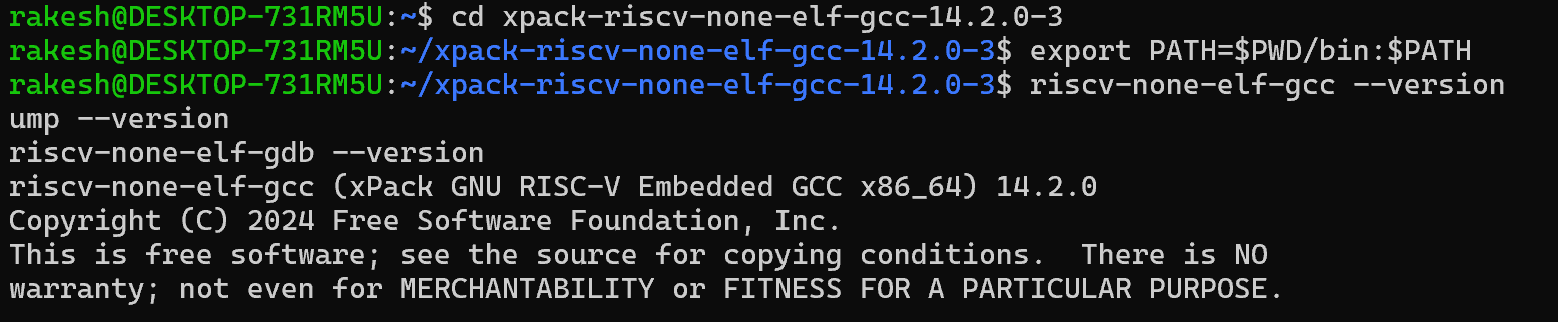 rakesh@DESKTOP-731RM5U:~$ cd xpack-riscv-none-elf-gcc-14.2.0-3
rakesh@DESKTOP-731RM5U:~/xpack-riscv-none-elf-gcc-14.2.0-3$ export PATH=$PWD/bin:$PATH
rakesh@DESKTOP-731RM5U:~/xpack-riscv-none-elf-gcc-14.2.0-3$ riscv-none-elf-gcc --version
ump --version
riscv-none-elf-gdb --version
riscv-none-elf-gcc (xPack GNU RISC-V Embedded GCC x86_64) 14.2.0
Copyright (C) 2024 Free Software Foundation, Inc.
This is free software; see the source for copying conditions.  There is NO
warranty; not even for MERCHANTABILITY or FITNESS FOR A PARTICULAR PURPOSE.